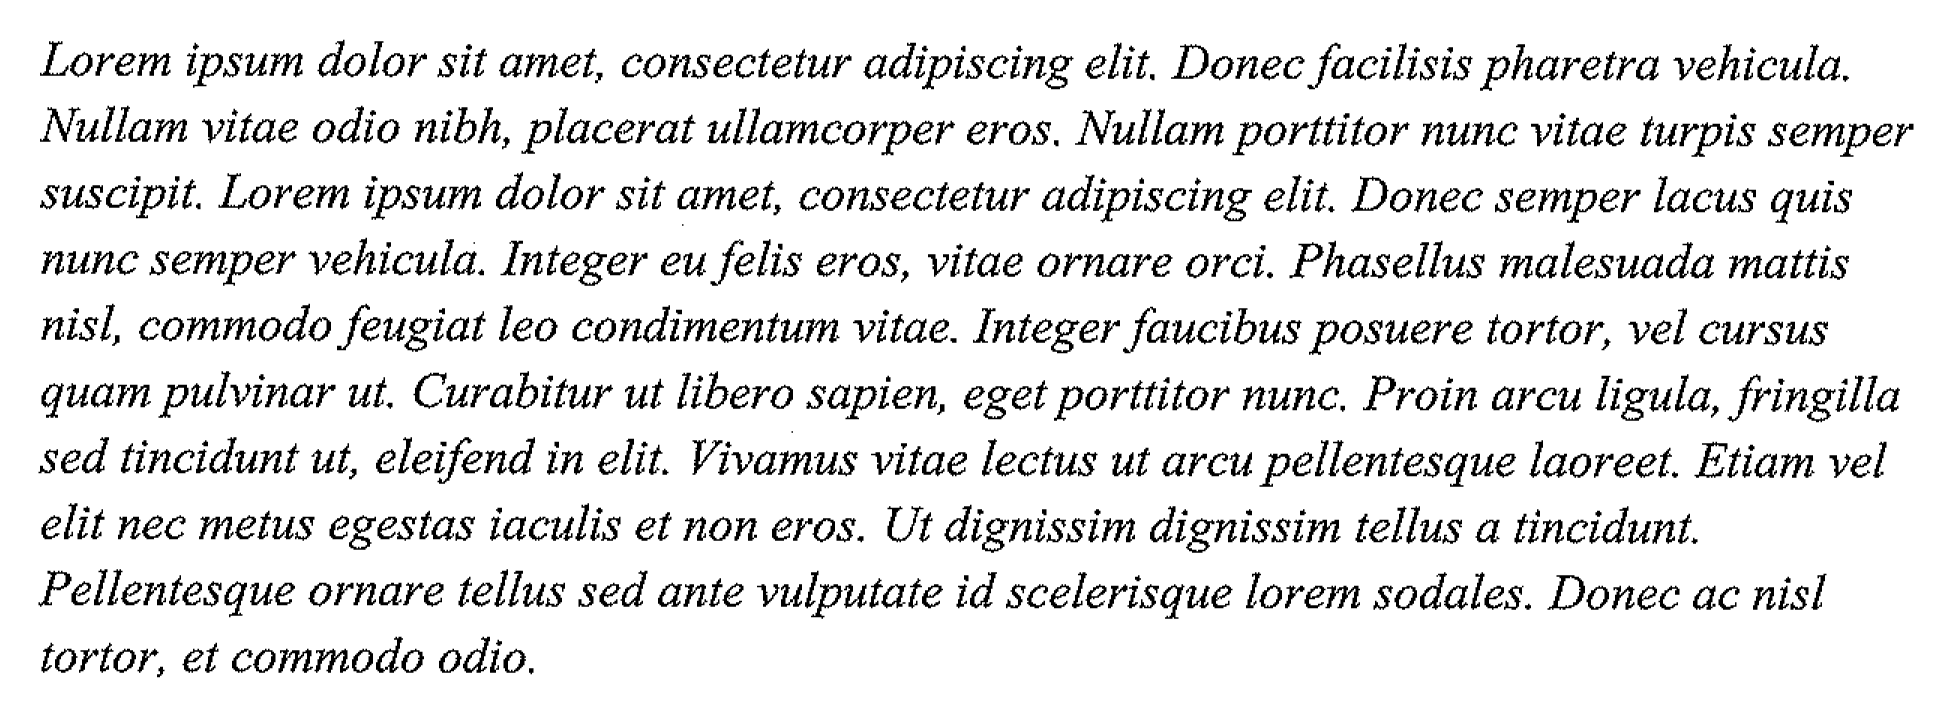 Lorem ipsum dolor sit amet, consectetur adipiscing elit. Donec facilisis pharetra vehicula.
Nullam vitae odio nibh, placerat ullamcorper eros. Nullam porttitor nunc vitae turpis semper
suscipit. Lorem ipsum dolor sit amet, consectetur adipiscing elit. Donec semper lacus quis
nunc semper vehicula. Integer eu felis eros, vitae ornare orci. Phasellus malesuada mattis
nisl, commodo feugiat leo condimentum vitae. Integer faucibus posuere tortor, vel cursus
quam pulvinar ut. Curabitur ut libero sapien, eget porttitor nunc. Proin arcu ligula, fringilla
sed tincidunt ut, eleifend in elit. Vivamus vitae lectus ut arcu pellentesque laoreet. Etiam vel
elit nec metus egestas iaculis et non eros. Ut dignissim dignissim tellus a tincidunt.
Pellentesque ornare tellus sed ante vulputate id scelerisque lorem sodales. Donec ac nisl
tortor, et commodo odio.